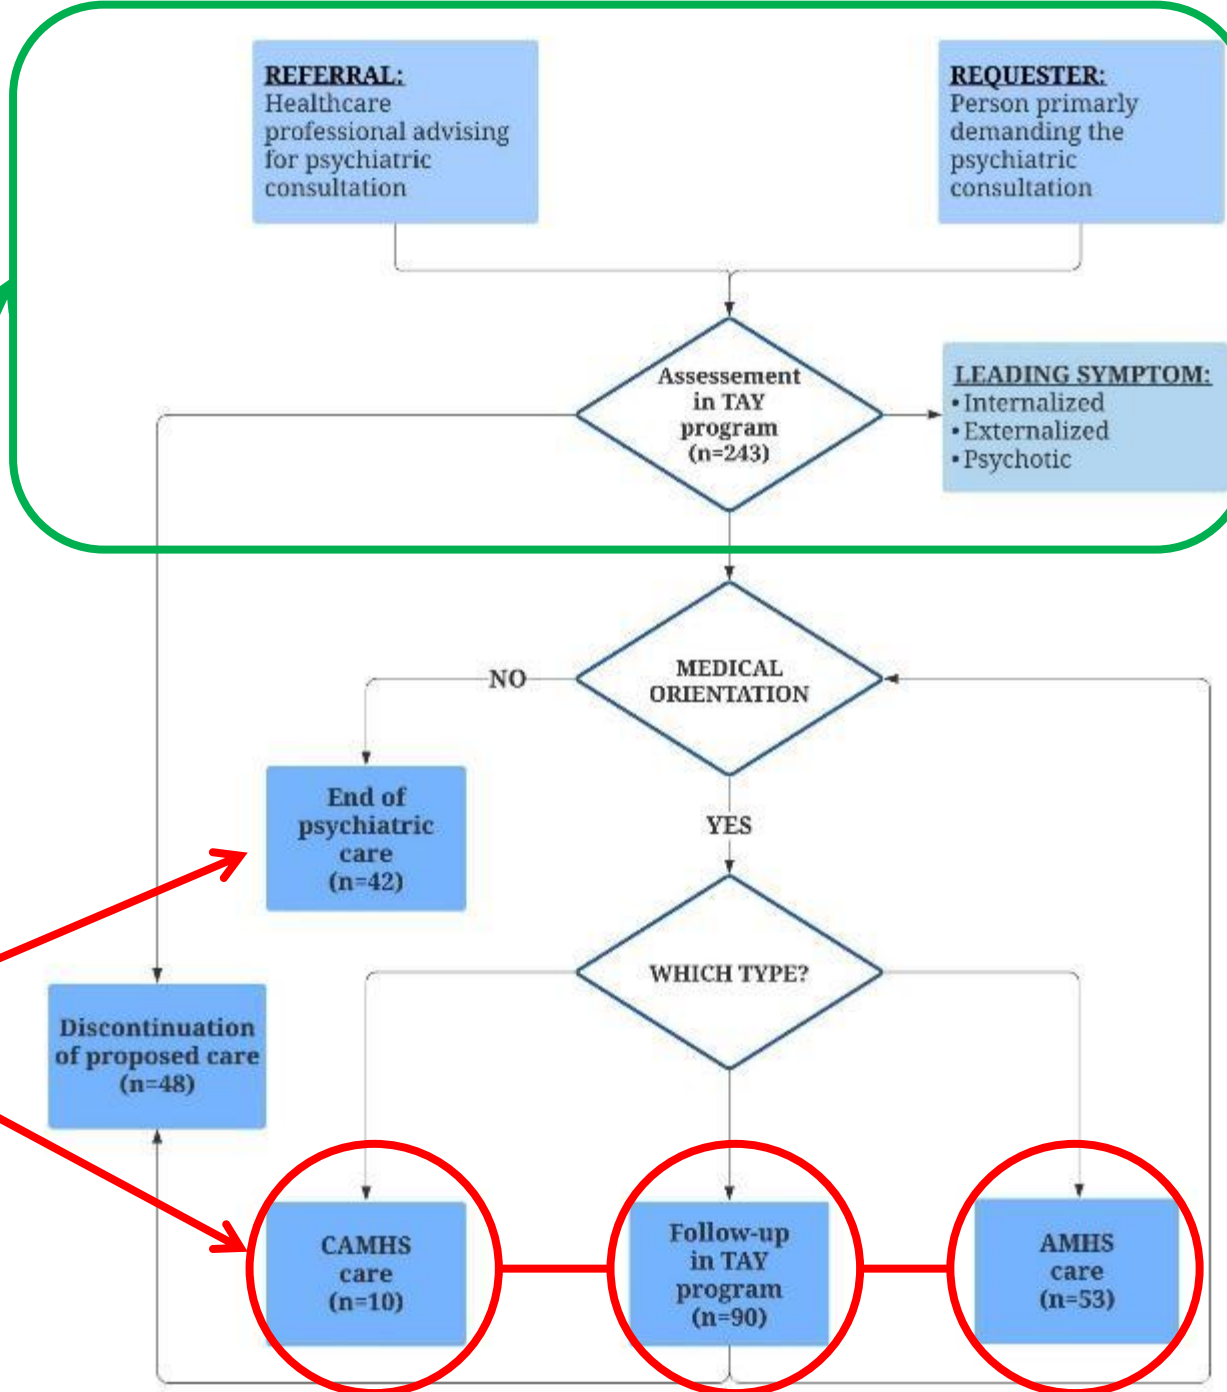 REFERRAL:
Healthcare
professional advising
for psychiatric
consultation
REQUESTER:
Person primarly
demanding the
psychiatric
consultation
Assessement
in TAY
program
(n=243)
LEADING SYMPTOM:
• Internalized
• Externalized
• Psychotic
MEDICAL
ORIENTATION
NO
End of
psychiatric
care
(n=42)
YES
WHICH TYPE?
Discontinuation
of proposed care
(n=48)
CAMHS
care
(n=10)
Follow-up
in TAY
program
(n=90)
AMHS
care
(n=53)